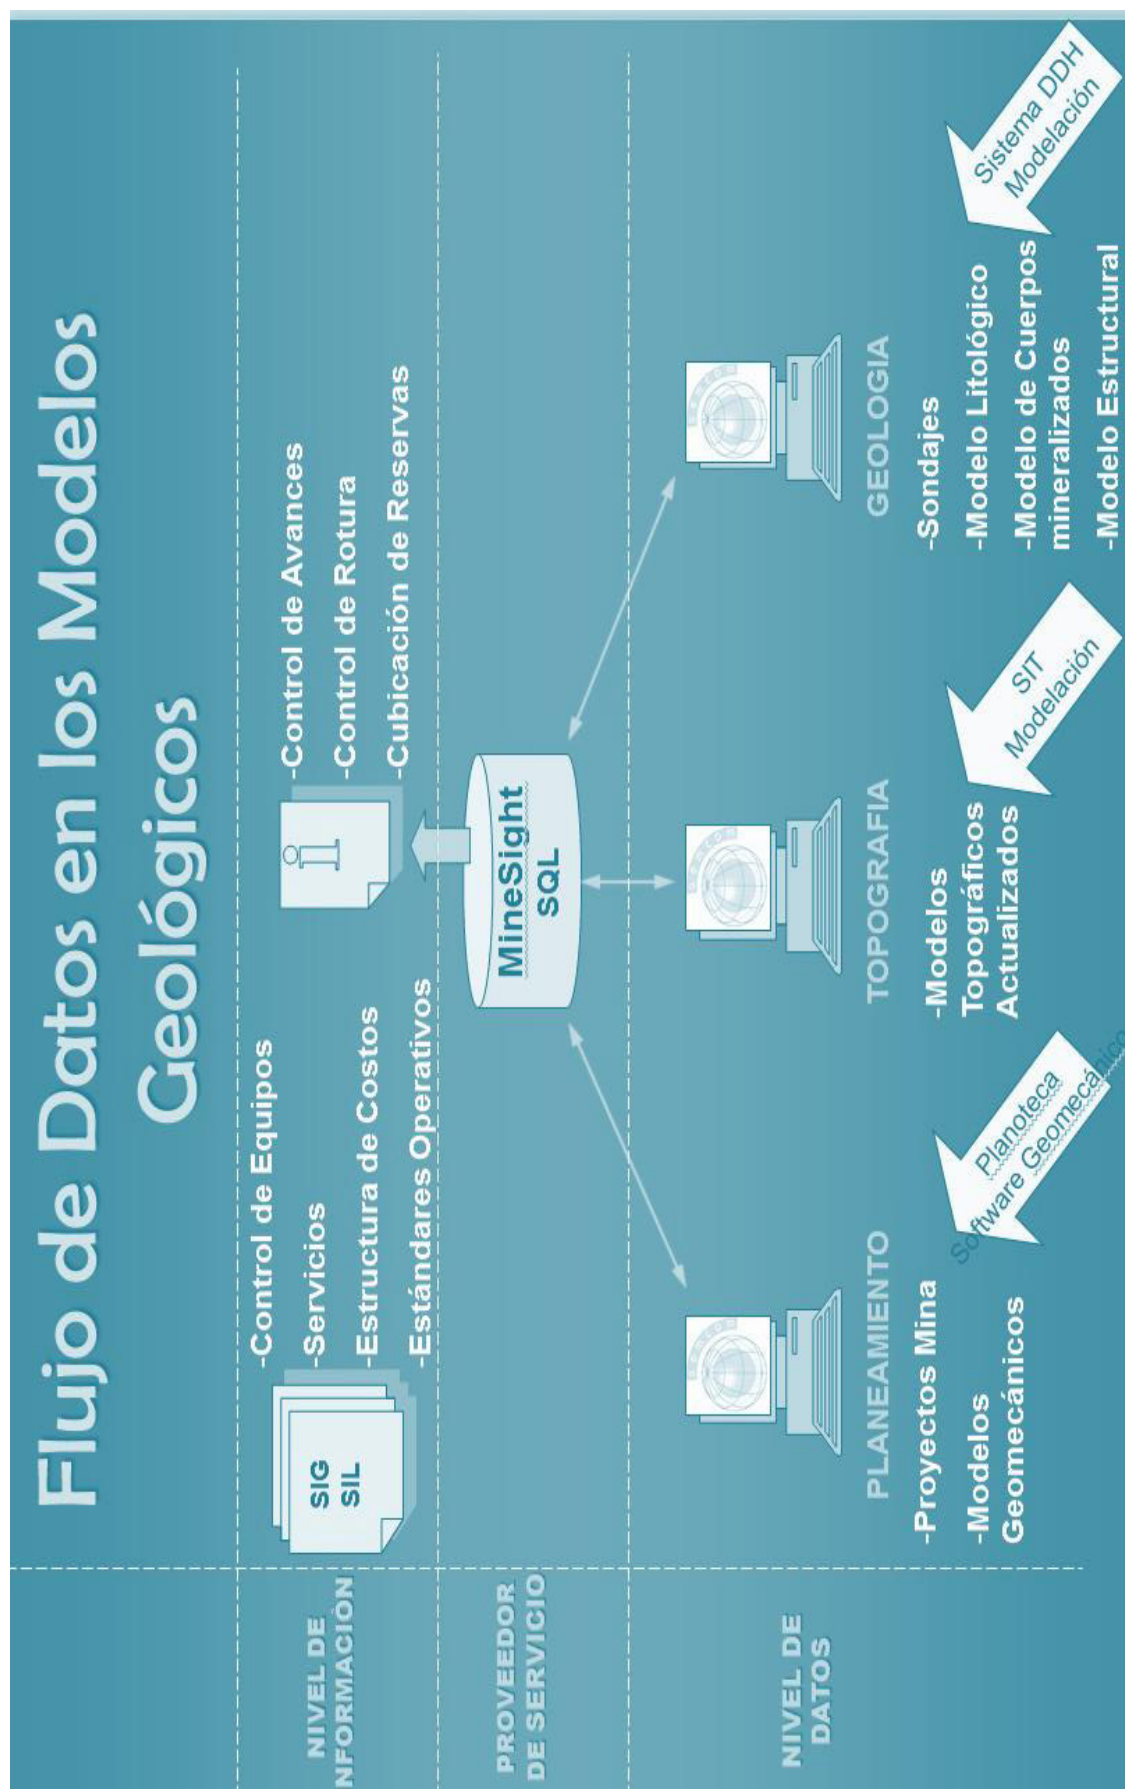 Flujo de Datos en los Modelos
Geológicos
NIVEL DE
NFORMACIÓN
SIG
SIL
-Control de Equipos
-Servicios
-Estructura de Costos
-Estándares Operativos
i
-Control de Avances
-Control de Rotura
-Cubicación de Reservas
PROVEEDOR
DE SERVICIO
MineSight
SQL
NIVEL DE
DATOS
PLANEAMIENTO
-Proyectos Mina
-Modelos
Geomecánicos
Planoteca
Software Geomecánico
TOPOGRAFIA
-Modelos
Topográficos
Actualizados
SIT
Modelación
GEOLOGIA
-Sondajes
-Modelo Litológico
-Modelo de Cuerpos
mineralizados
-Modelo Estructural
Sistema DDH
Modelación